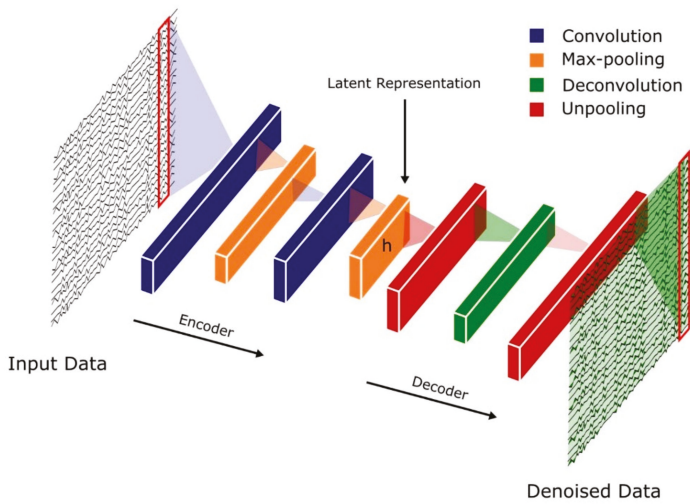 Convolution
Max-pooling
Deconvolution
Unpooling
Latent Representation
h
Encoder
Input Data
Decoder
Denoised Data